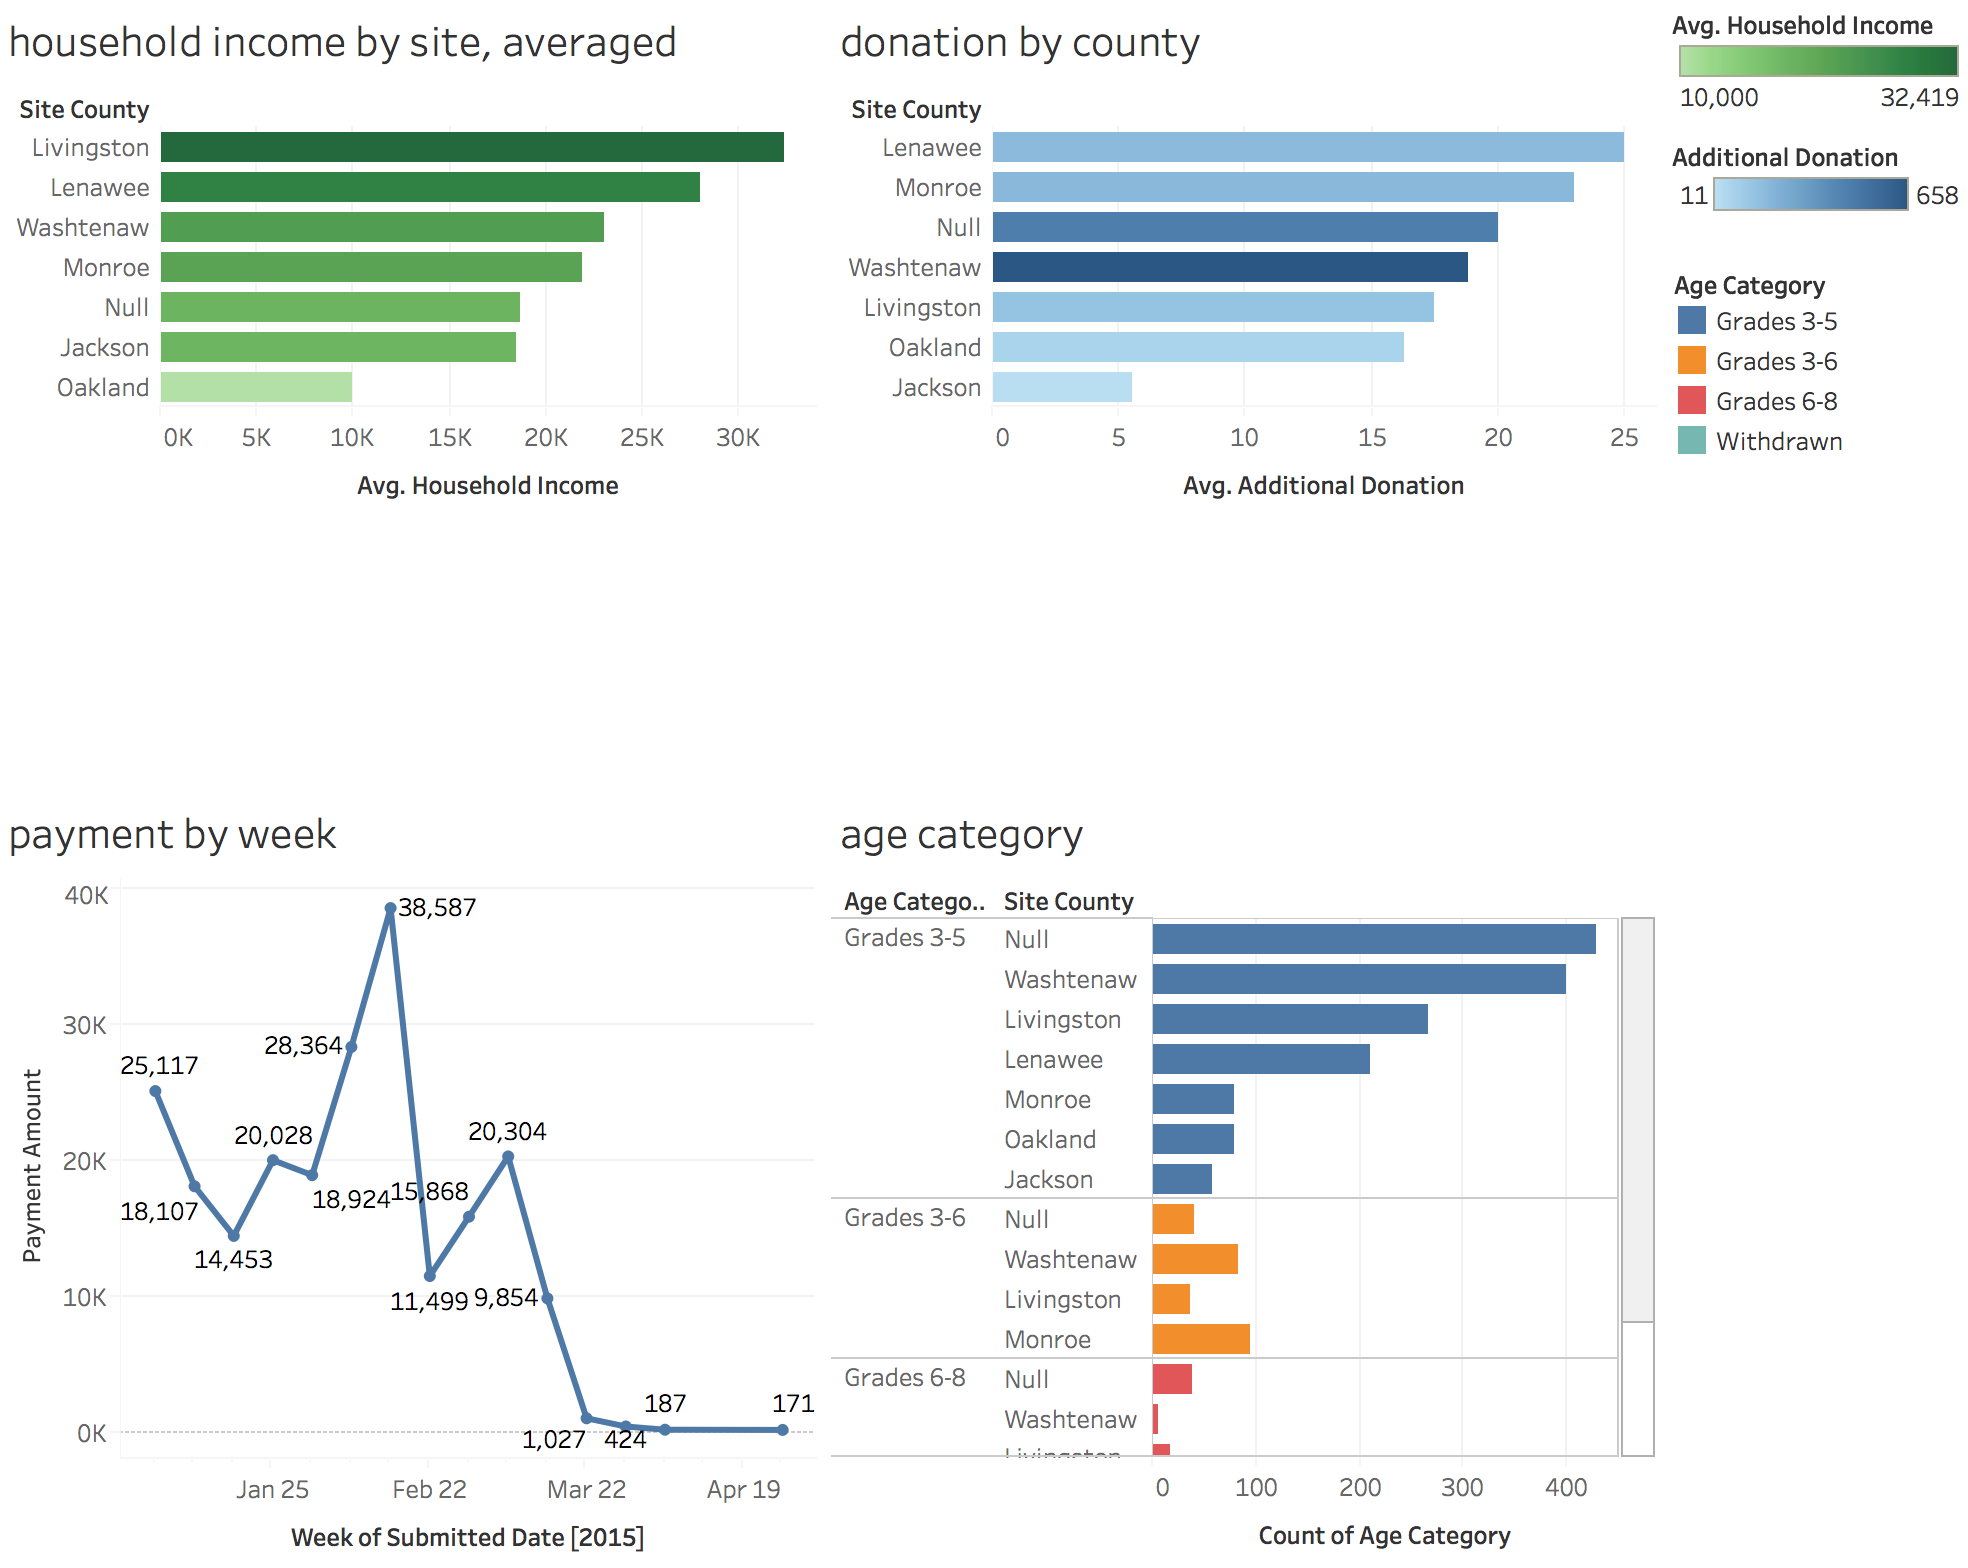 household income by site, averaged
Site County
Livingston
Lenawee
Washtenaw
Monroe
Null
Jackson
Oakland
0K 5K 10K 15K 20K 25K 30K
Avg. Household Income
donation by county
Site County
Lenawee
Monroe
Null
Washtenaw
Livingston
Oakland
Jackson
0 5 10 15 20 25
Avg. Additional Donation
Avg. Household Income
10,000 32,419
Additional Donation
11 658
Age Category
Grades 3-5
Grades 3-6
Grades 6-8
Withdrawn
payment by week
Payment Amount
40K
30K
20K
10K
0K
25,117
18,107
14,453
20,028
18,924
28,364
38,587
11,499
15,868
20,304
9,854
1,027
424
187
171
Jan 25 Feb 22 Mar 22 Apr 19
Week of Submitted Date [2015]
age category
Age Catego.. Site County
Grades 3-5 Null
Washtenaw
Livingston
Lenawee
Monroe
Oakland
Jackson
Grades 3-6 Null
Washtenaw
Livingston
Monroe
Grades 6-8 Null
Washtenaw
Livingston
0 100 200 300 400
Count of Age Category